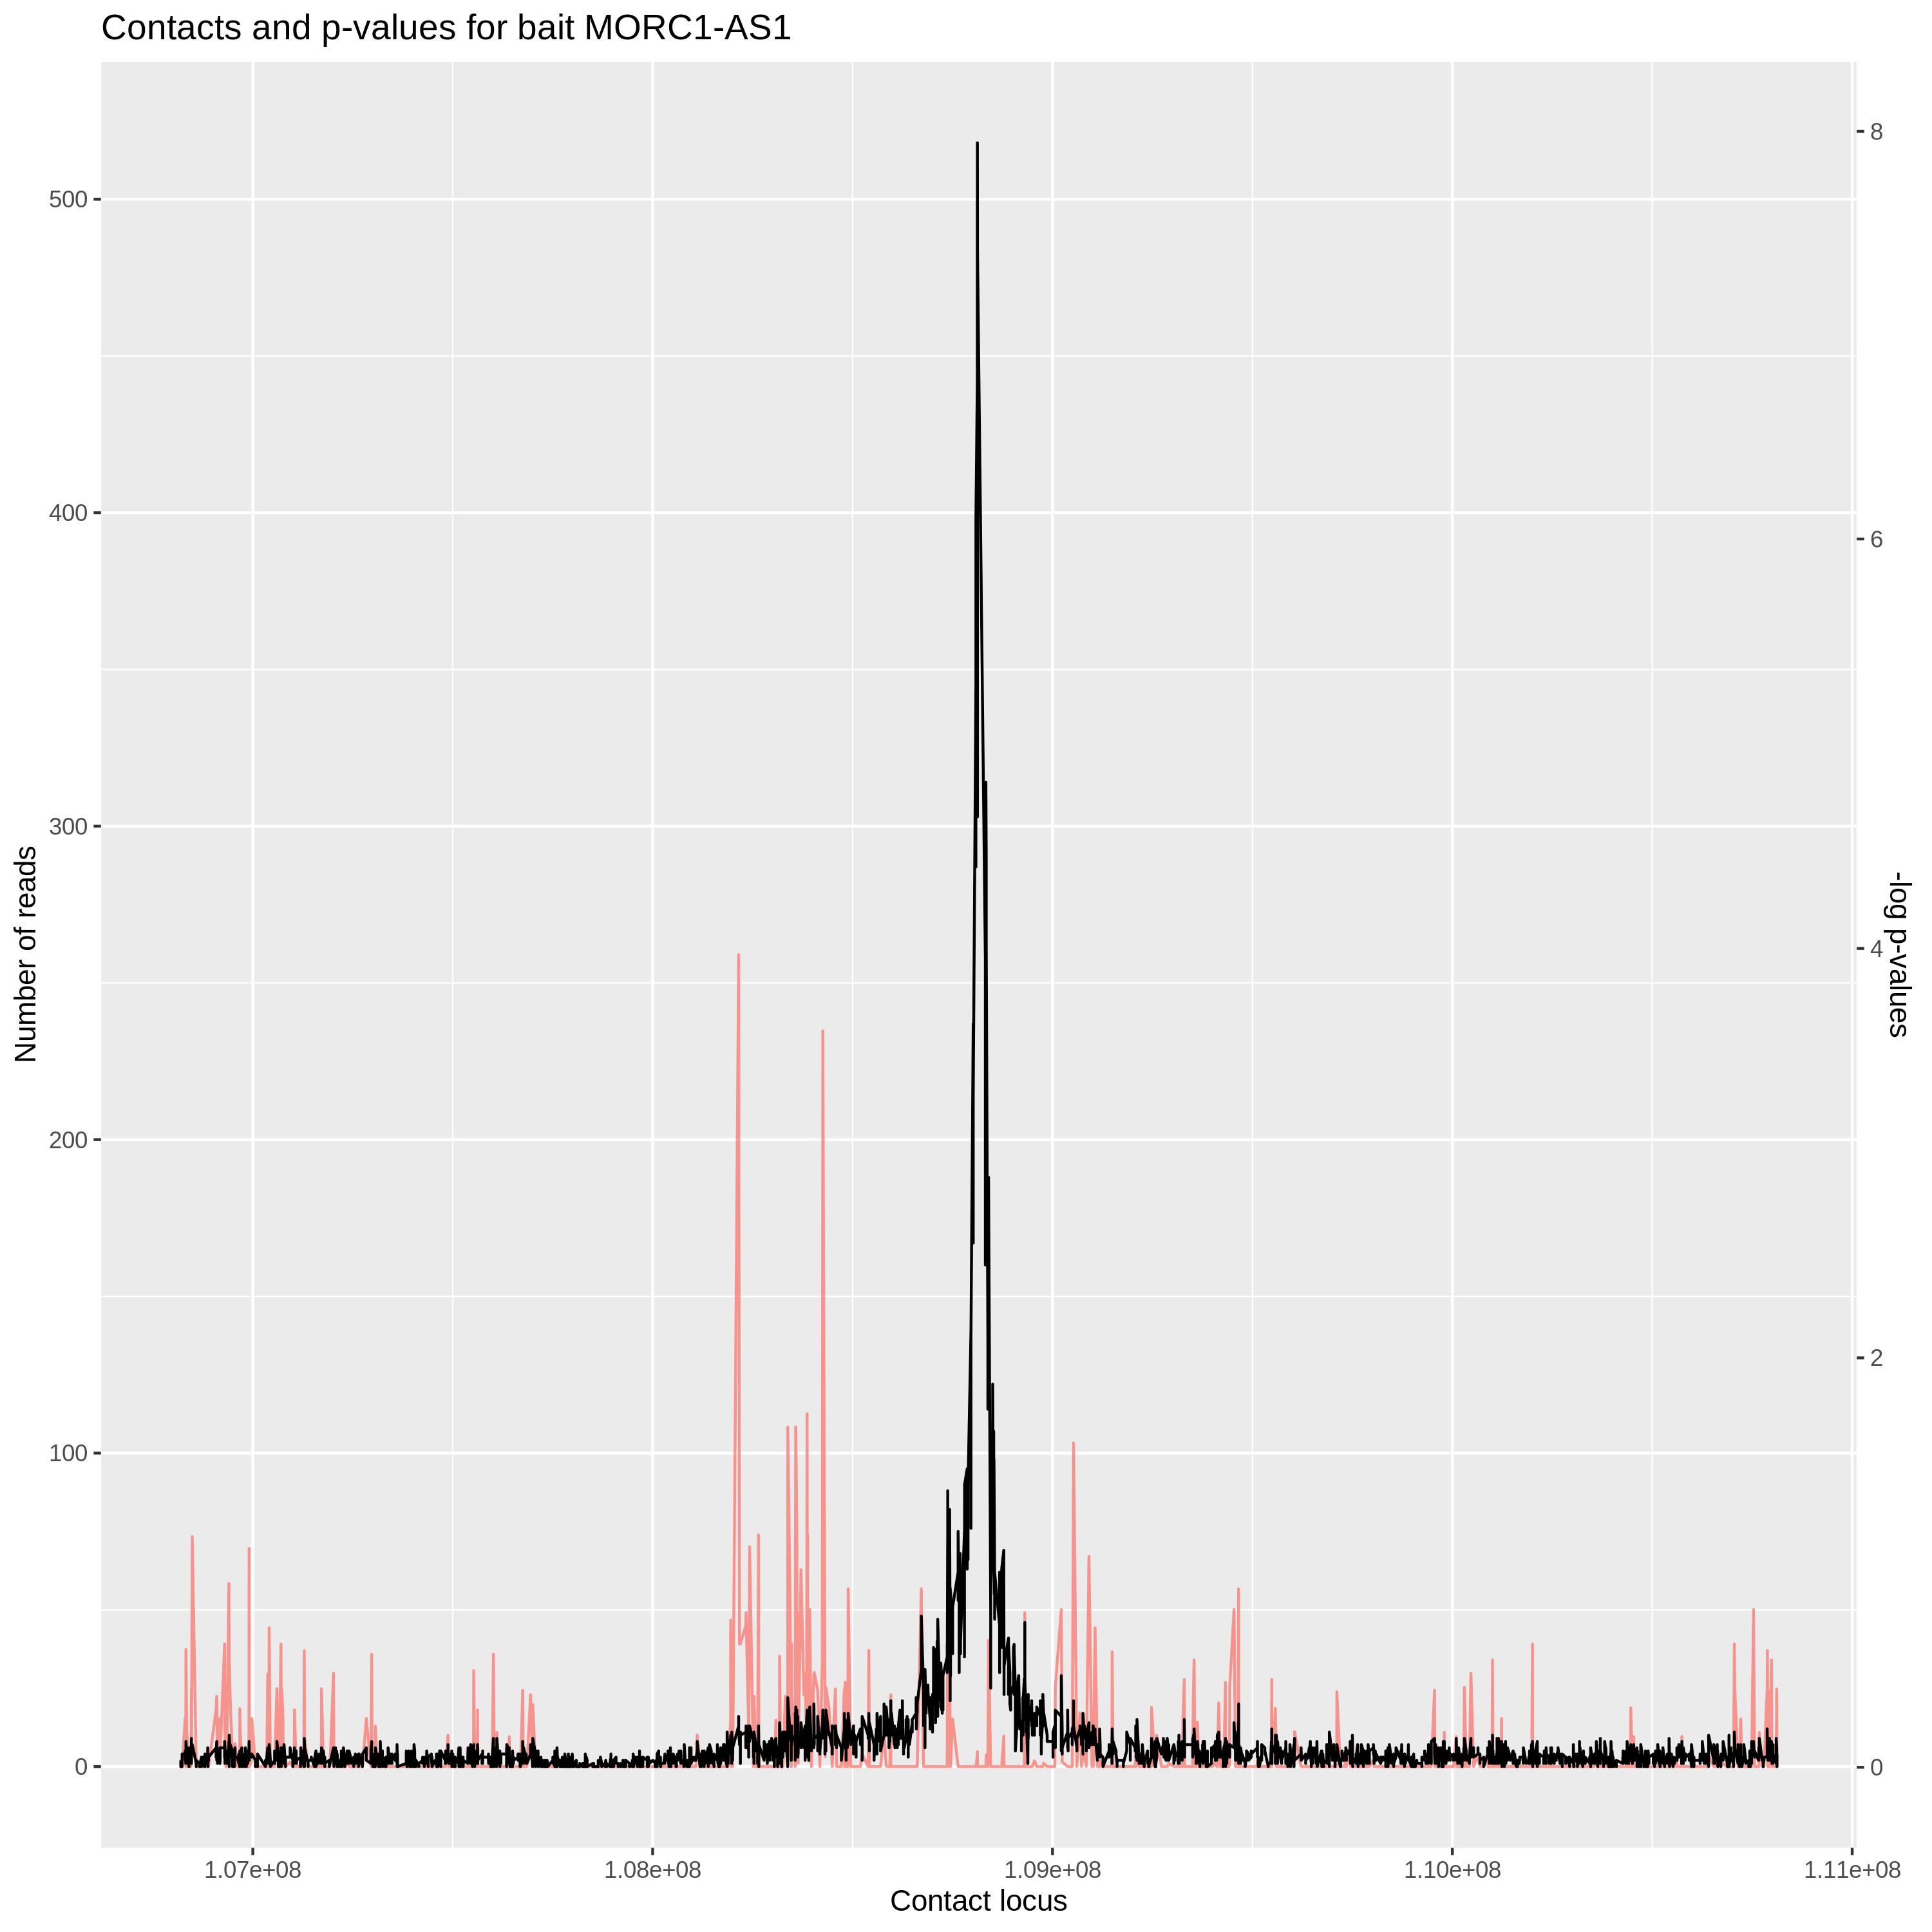 Contacts and p-values for bait MORC1-AS1
500
400
300
200
100
0
Number of reads
8
6
4
2
0
-log p-values
1.07e+08
1.08e+08
1.09e+08
1.10e+08
1.11e+08
Contact locus